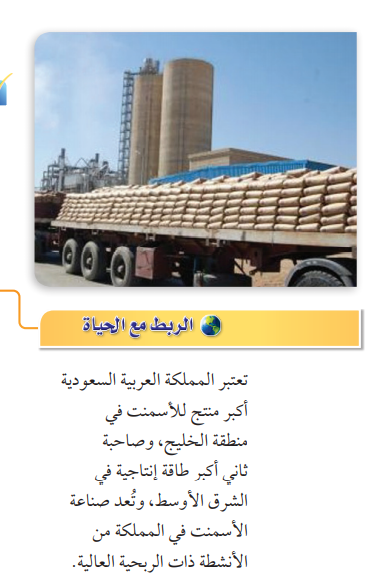 الربط مع الحياة
تعتبر المملكة العربية السعودية
أكبر منتج للأسمنت في
منطقة الخليج، وصاحبة
ثاني أكبر طاقة إنتاجية في
الشرق الأوسط، وتُعد صناعة
الأسمنت في المملكة من
الأنشطة ذات الربحية العالية.